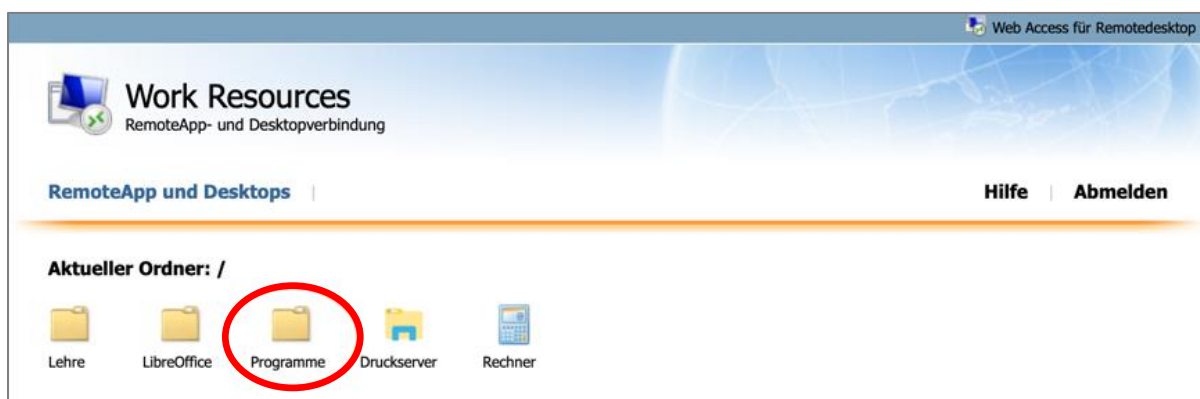 Web Access für Remotedesktop
Work Resources
RemoteApp- und Desktopverbindung
RemoteApp und Desktops | Hilfe | Abmelden
Aktueller Ordner: /
Lehre LibreOffice Programme Druckserver Rechner